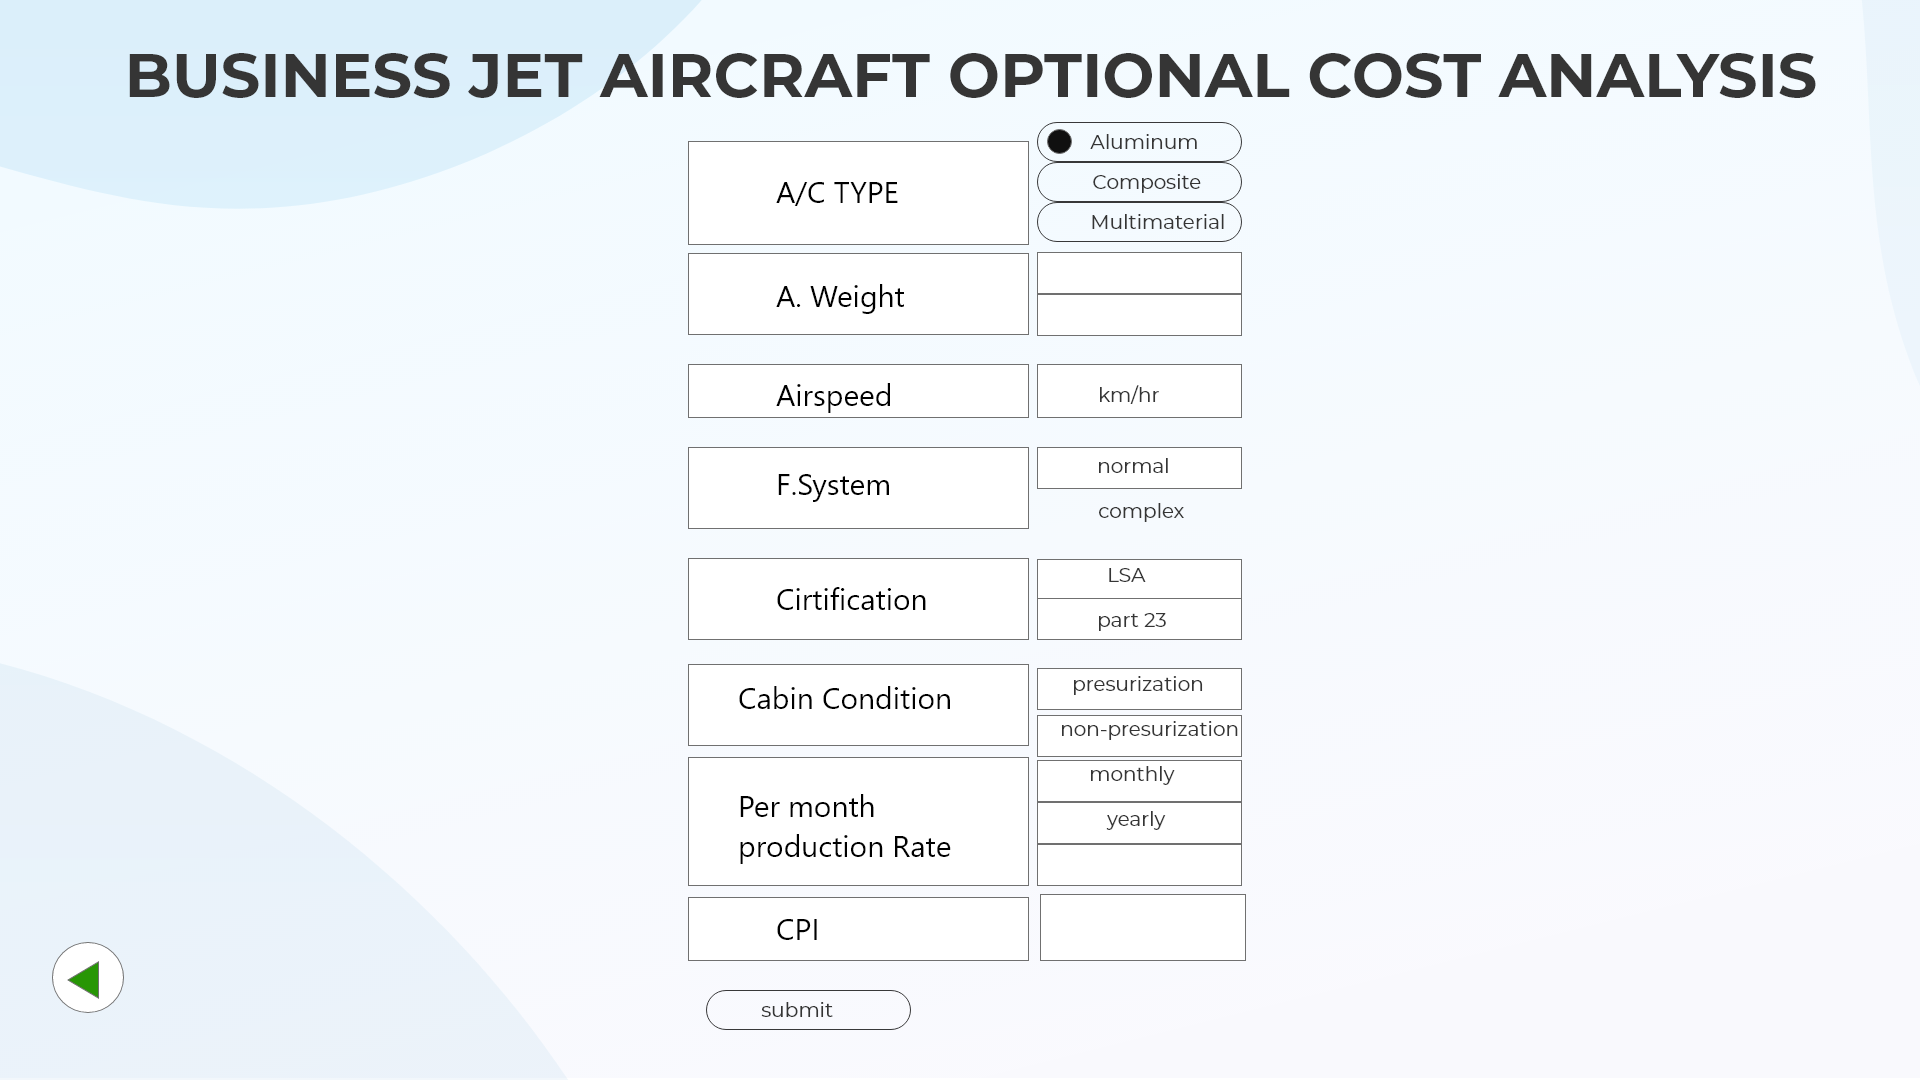 BUSINESS JET AIRCRAFT OPTIONAL COST ANALYSIS
A/C TYPE
Aluminum
Composite
Multimaterial
A. Weight
Airspeed
km/hr
F.System
normal
complex
Cirtification
LSA
part 23
Cabin Condition
presurization
non-presurization
Per month
production Rate
monthly
yearly
CPI
submit